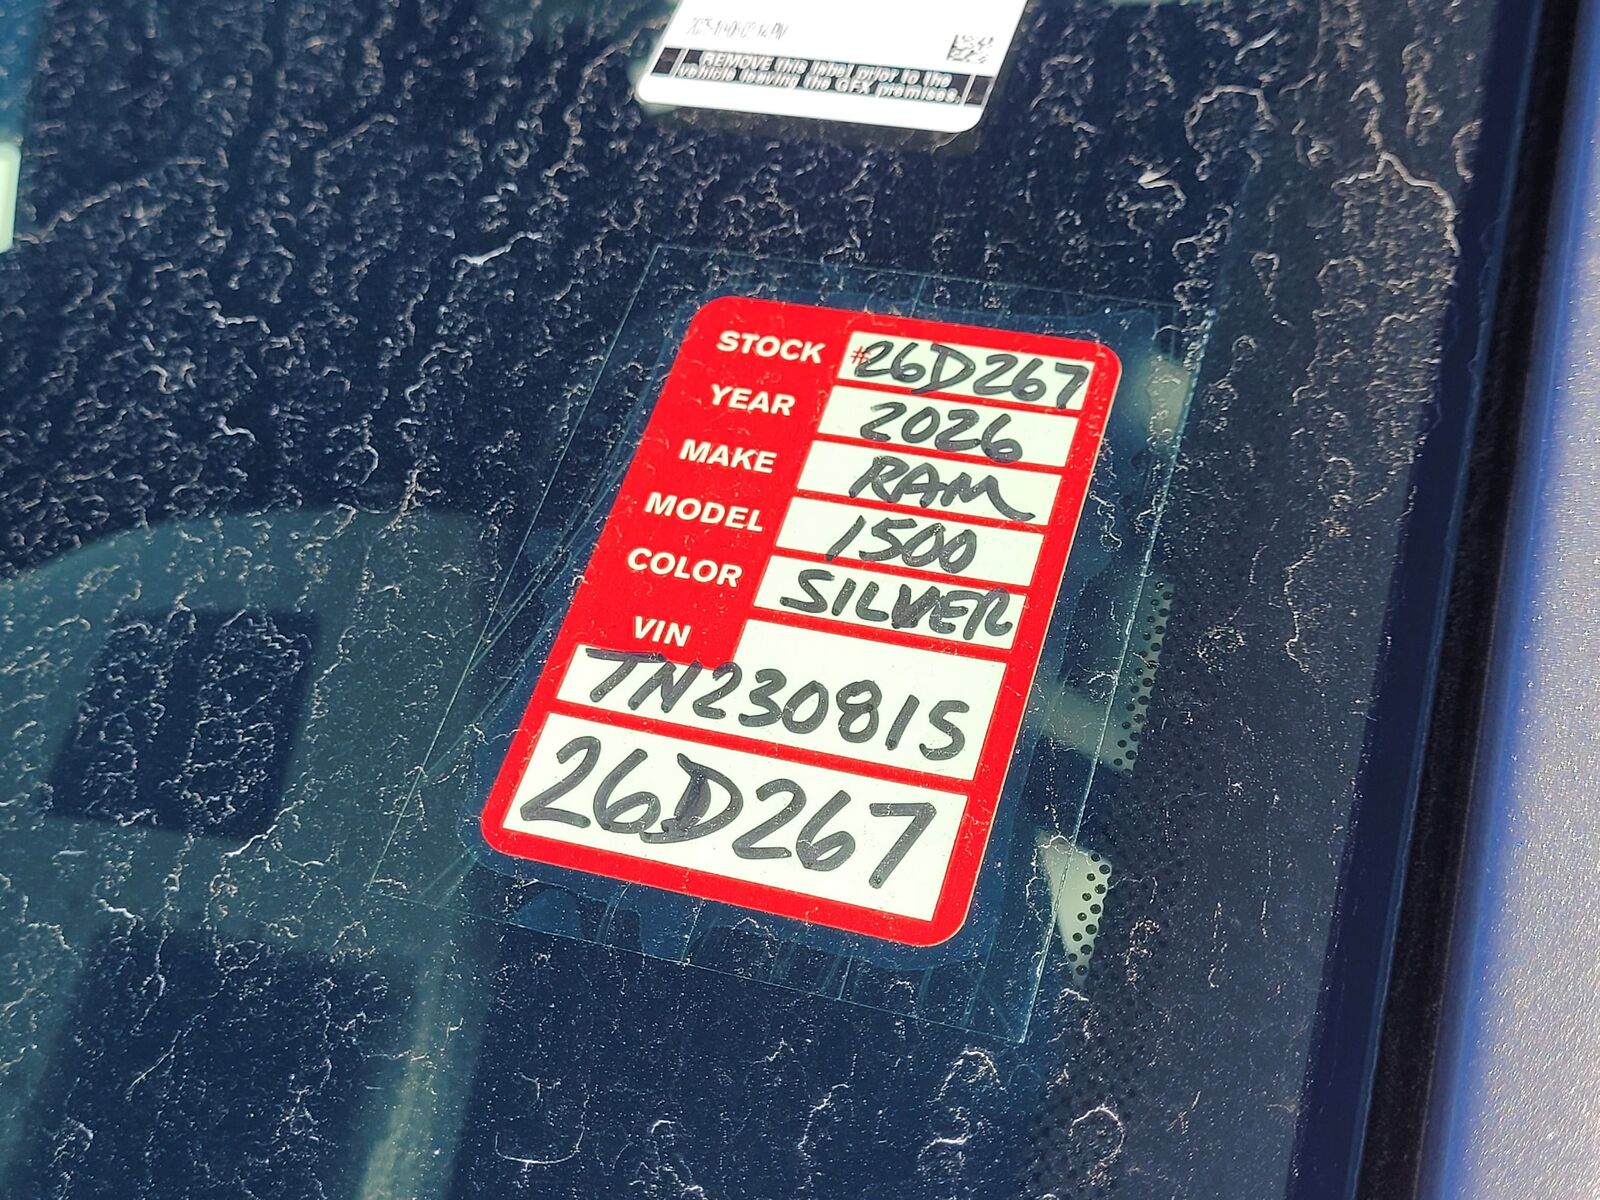 REMOVE this label prior to the
vehicle leaving the GFX premises.
STOCK #26D267
YEAR 2026
MAKE RAM
MODEL 1500
COLOR SILVER
VIN
TN230815
26D267